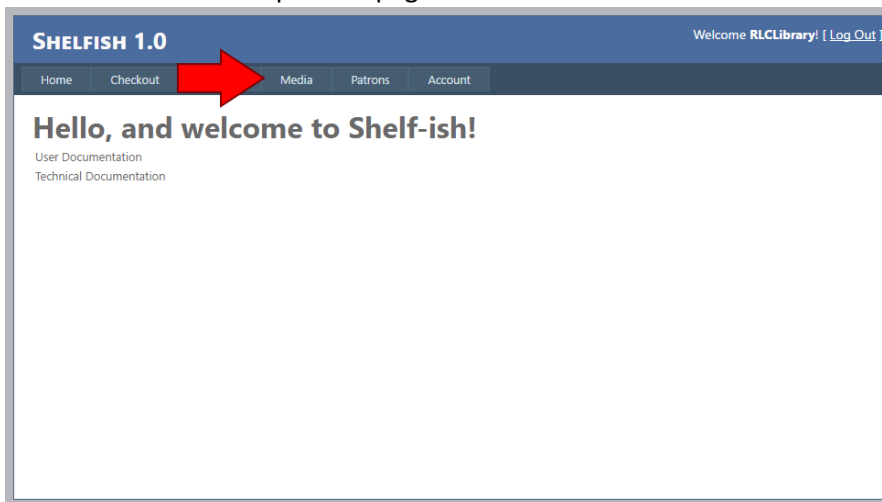 SHELFISH 1.0
Welcome RLCLibrary! [ Log Out ]
Home Checkout Media Patrons Account
Hello, and welcome to Shelf-ish!
User Documentation
Technical Documentation